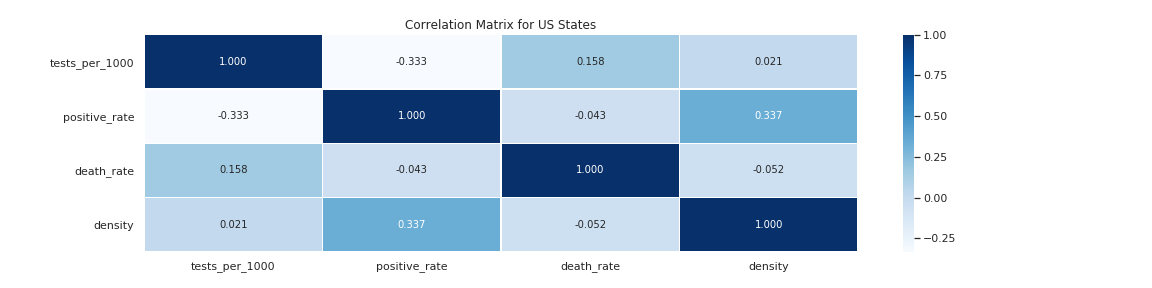 Correlation Matrix for US States
tests_per_1000 1.000 -0.333 0.158 0.021
positive_rate -0.333 1.000 -0.043 0.337
death_rate 0.158 -0.043 1.000 -0.052
density 0.021 0.337 -0.052 1.000
tests_per_1000 positive_rate death_rate density
1.00
0.75
0.50
0.25
0.00
−0.25